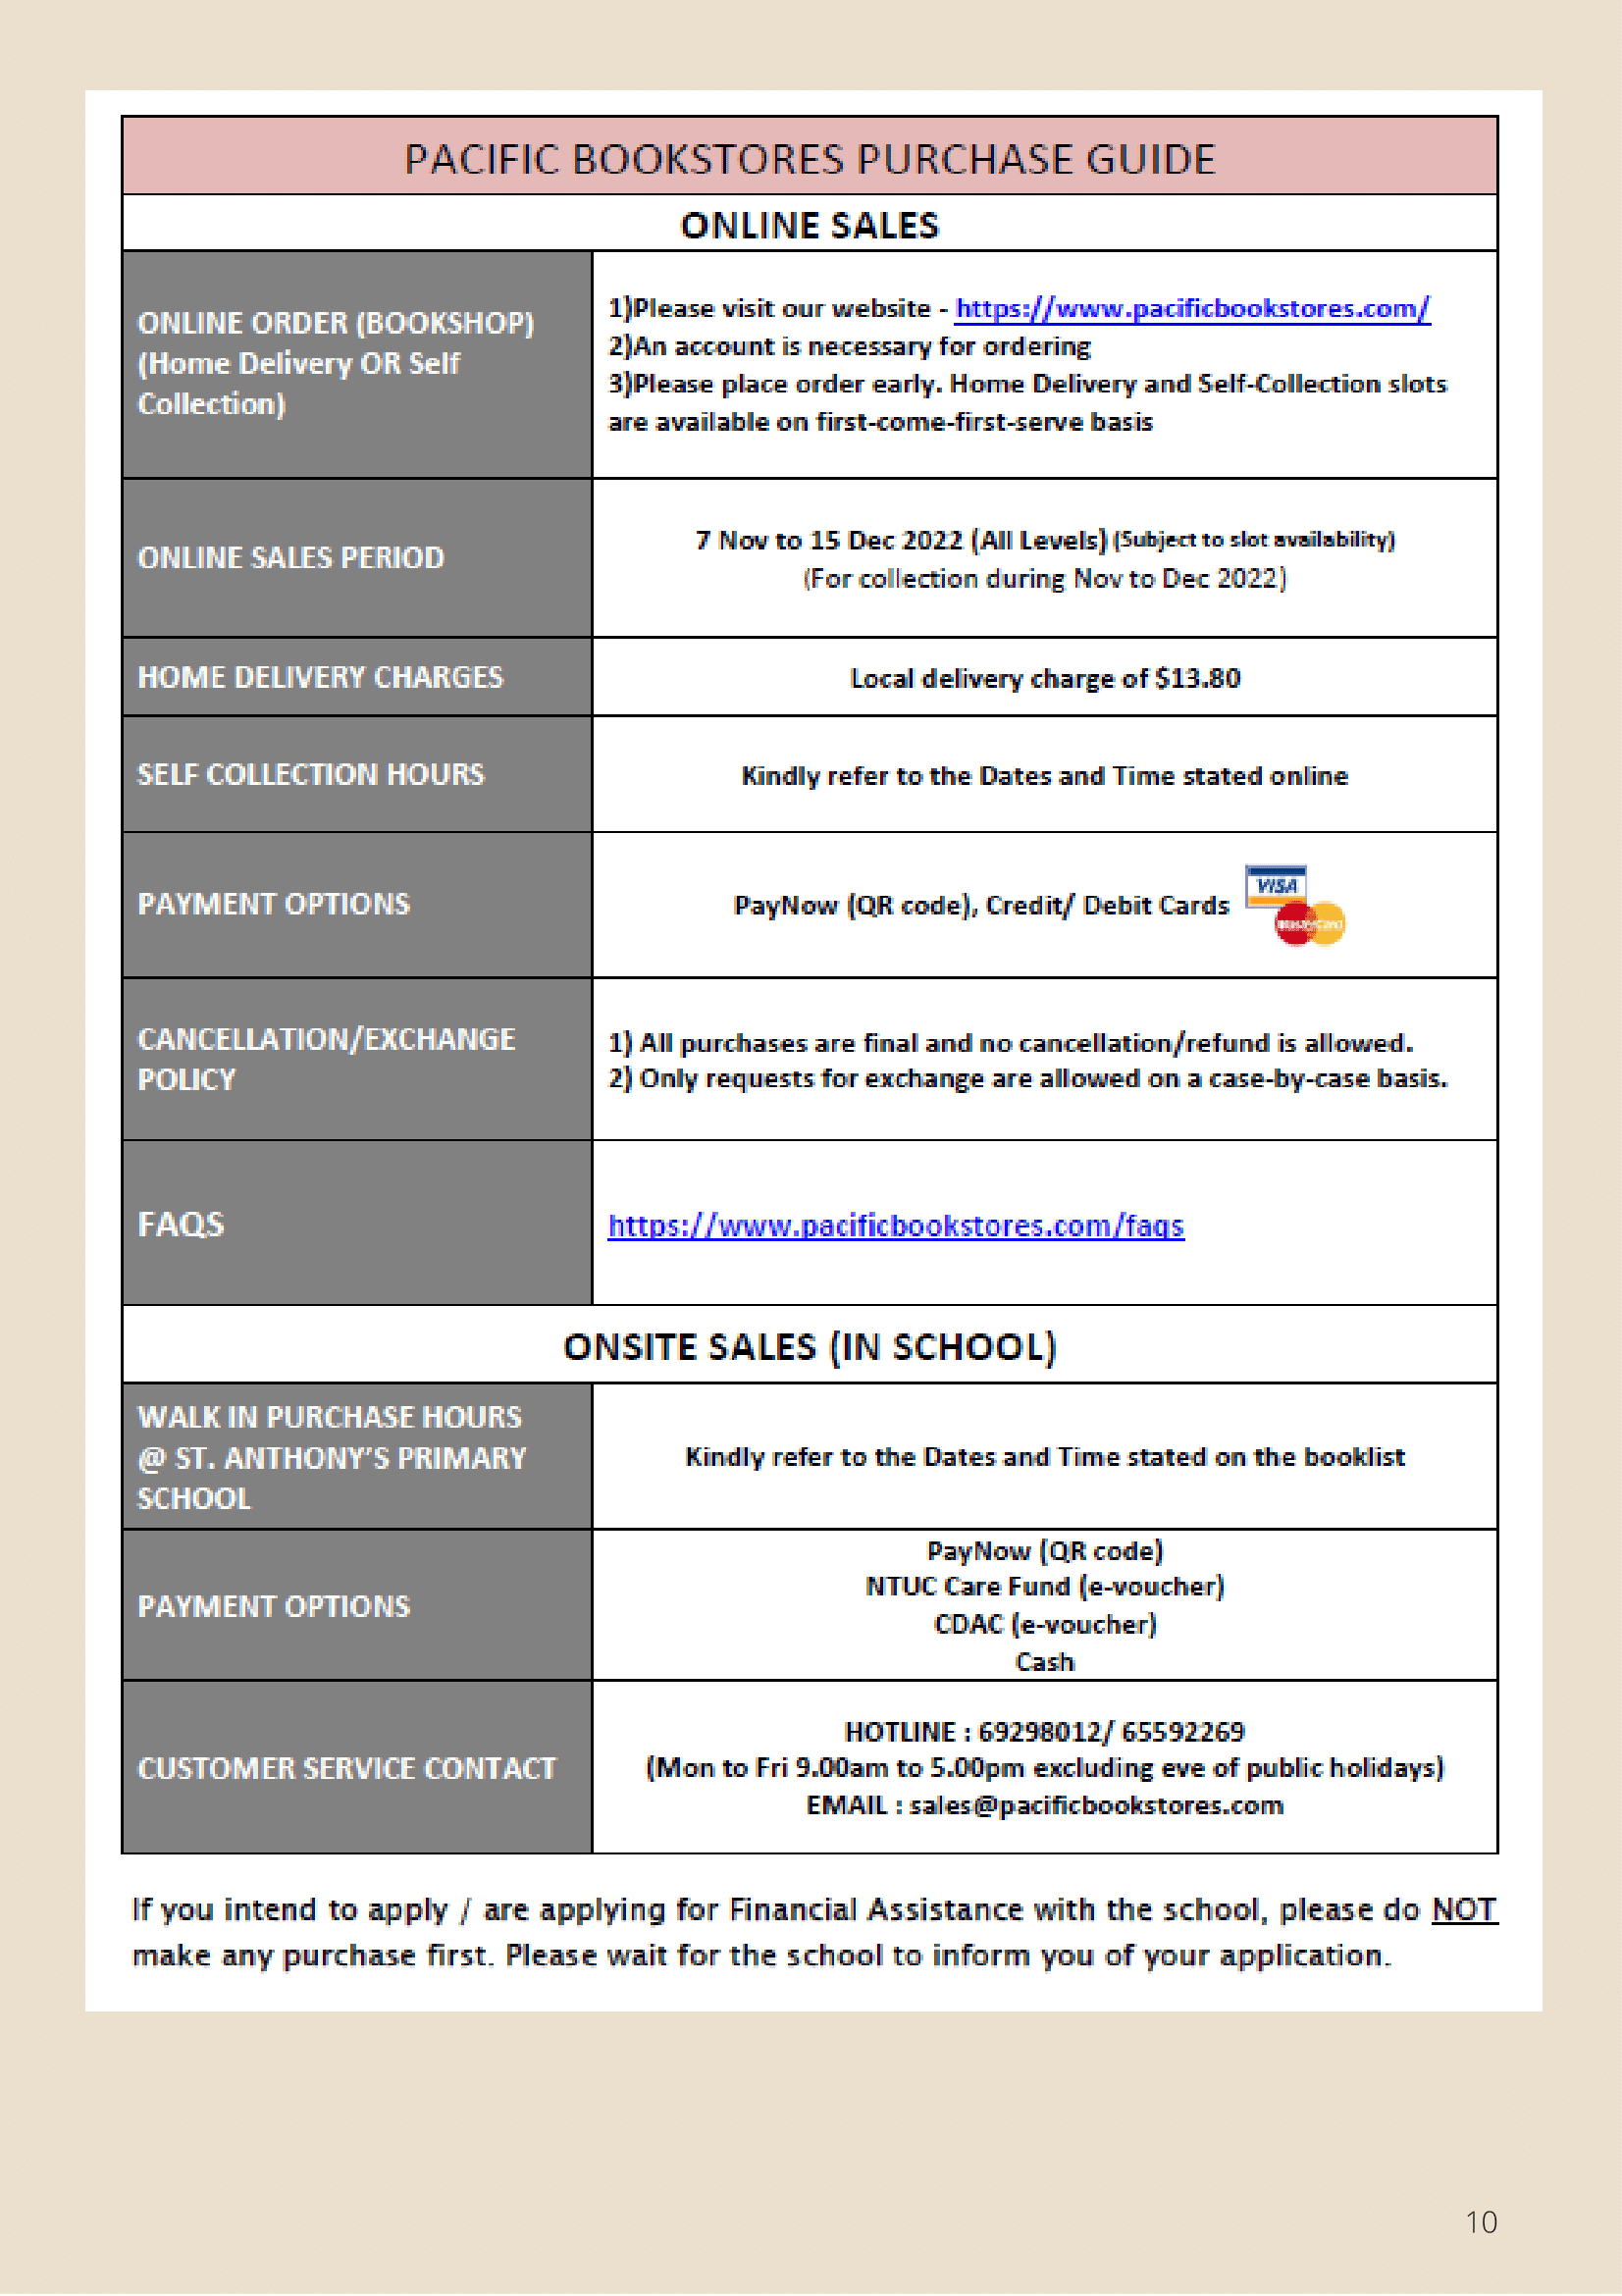 PACIFIC BOOKSTORES PURCHASE GUIDE
ONLINE SALES
ONLINE ORDER (BOOKSHOP)
(Home Delivery OR Self
Collection)
1)Please visit our website - https://www.pacificbookstores.com/
2)An account is necessary for ordering
3)Please place order early. Home Delivery and Self-Collection slots
are available on first-come-first-serve basis
ONLINE SALES PERIOD
7 Nov to 15 Dec 2022 (All Levels) (Subject to slot availability)
(For collection during Nov to Dec 2022)
HOME DELIVERY CHARGES
Local delivery charge of $13.80
SELF COLLECTION HOURS
Kindly refer to the Dates and Time stated online
PAYMENT OPTIONS
PayNow (QR code), Credit/ Debit Cards
VISA
MasterCard
CANCELLATION/EXCHANGE
POLICY
1) All purchases are final and no cancellation/refund is allowed.
2) Only requests for exchange are allowed on a case-by-case basis.
FAQS
https://www.pacificbookstores.com/faqs
ONSITE SALES (IN SCHOOL)
WALK IN PURCHASE HOURS
@ ST. ANTHONY'S PRIMARY
SCHOOL
Kindly refer to the Dates and Time stated on the booklist
PAYMENT OPTIONS
PayNow (QR code)
NTUC Care Fund (e-voucher)
CDAC (e-voucher)
Cash
CUSTOMER SERVICE CONTACT
HOTLINE : 69298012/ 65592269
(Mon to Fri 9.00am to 5.00pm excluding eve of public holidays)
EMAIL : sales@pacificbookstores.com
If you intend to apply / are applying for Financial Assistance with the school, please do NOT
make any purchase first. Please wait for the school to inform you of your application.
10